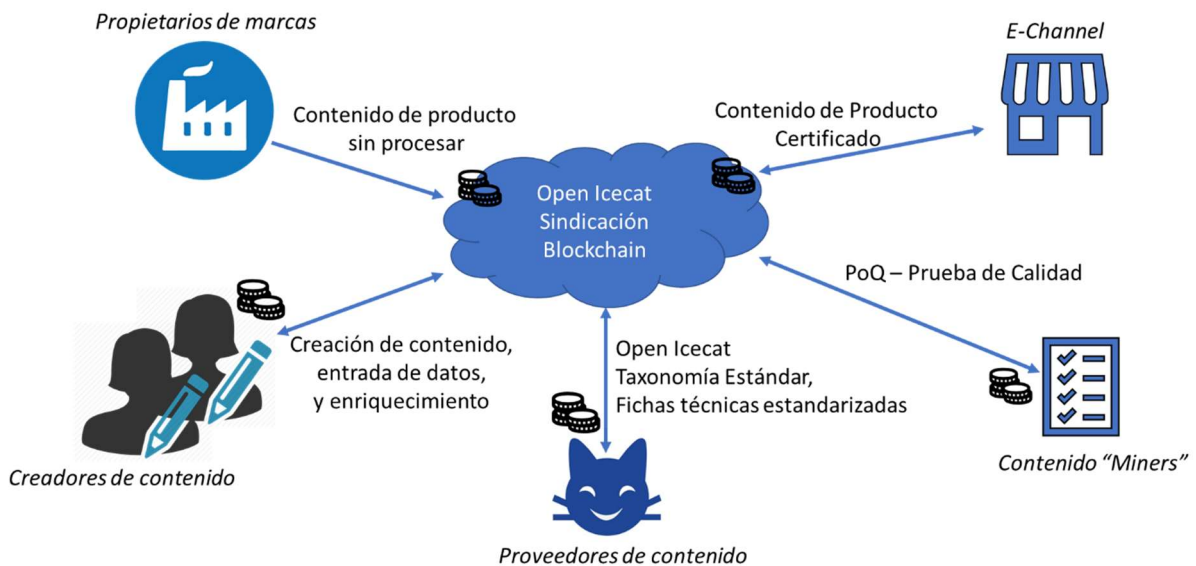 Propietarios de marcas
E-Channel
Contenido de producto
sin procesar
Contenido de Producto
Certificado
Open Icecat
Sindicación
Blockchain
PoQ – Prueba de Calidad
Creación de contenido,
entrada de datos,
y enriquecimiento
Open Icecat
Taxonomía Estándar,
Fichas técnicas estandarizadas
Creadores de contenido
Contenido “Miners”
Proveedores de contenido